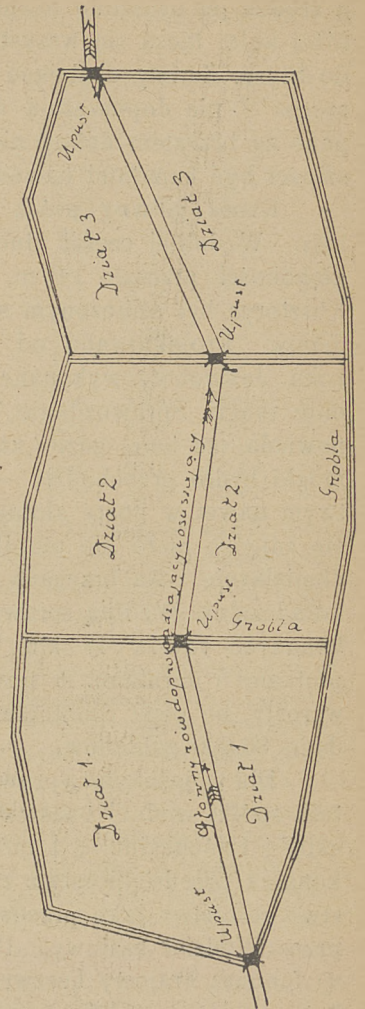 Upust
Dział 3
Dział 3
Upust
Dział 2
Dział 2.
Grobla
Główny rów doprowadzający i osuszający
Upust
Grobla
Dział 1.
Dział 1
Upust